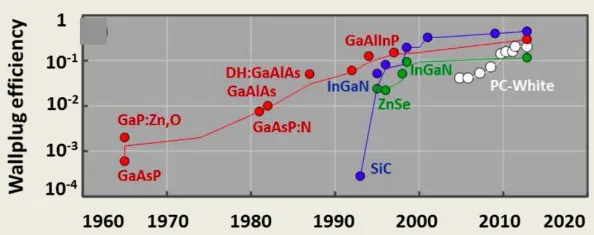 Wallplug efficiency
1
10-1
10-2
10-3
10-4
GaAlInP
DH:GaAlAs
InGaN
GaAlAs
InGaN
PC-White
GaP:Zn,O
GaAsP:N
ZnSe
GaAsP
SiC
1960 1970 1980 1990 2000 2010 2020